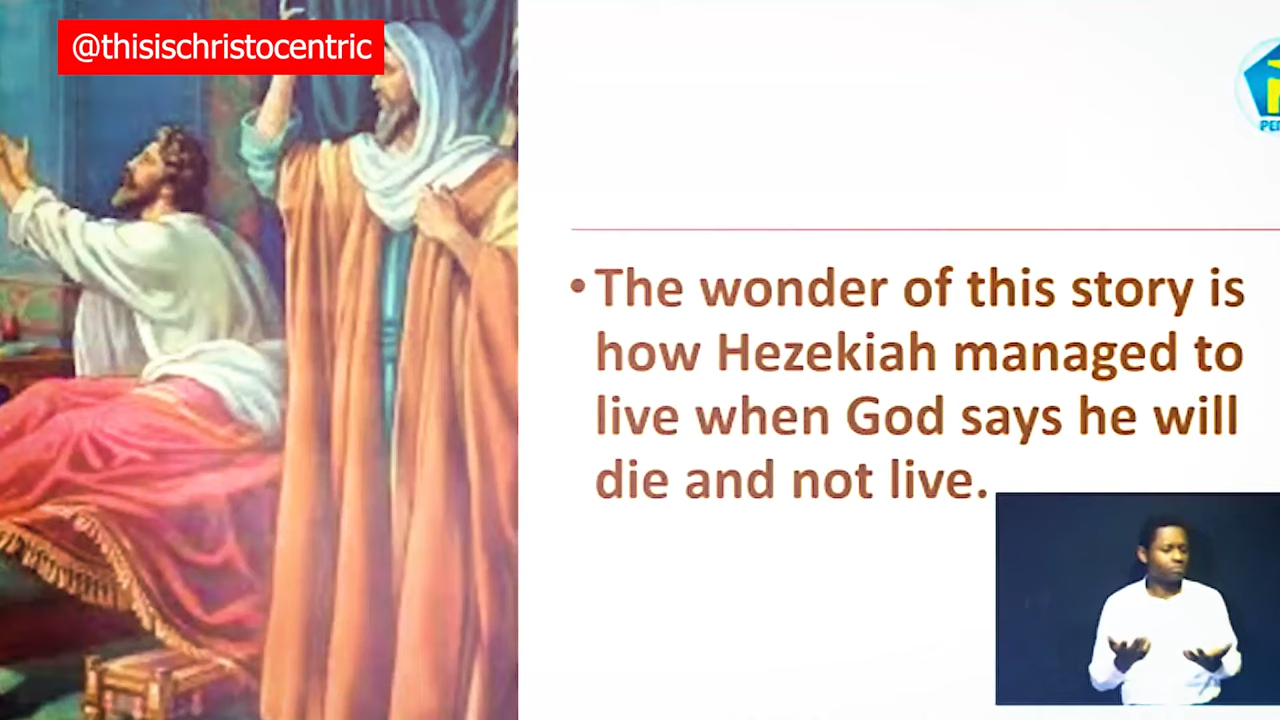 @thisischristocentric
• The wonder of this story is
how Hezekiah managed to
live when God says he will
die and not live.